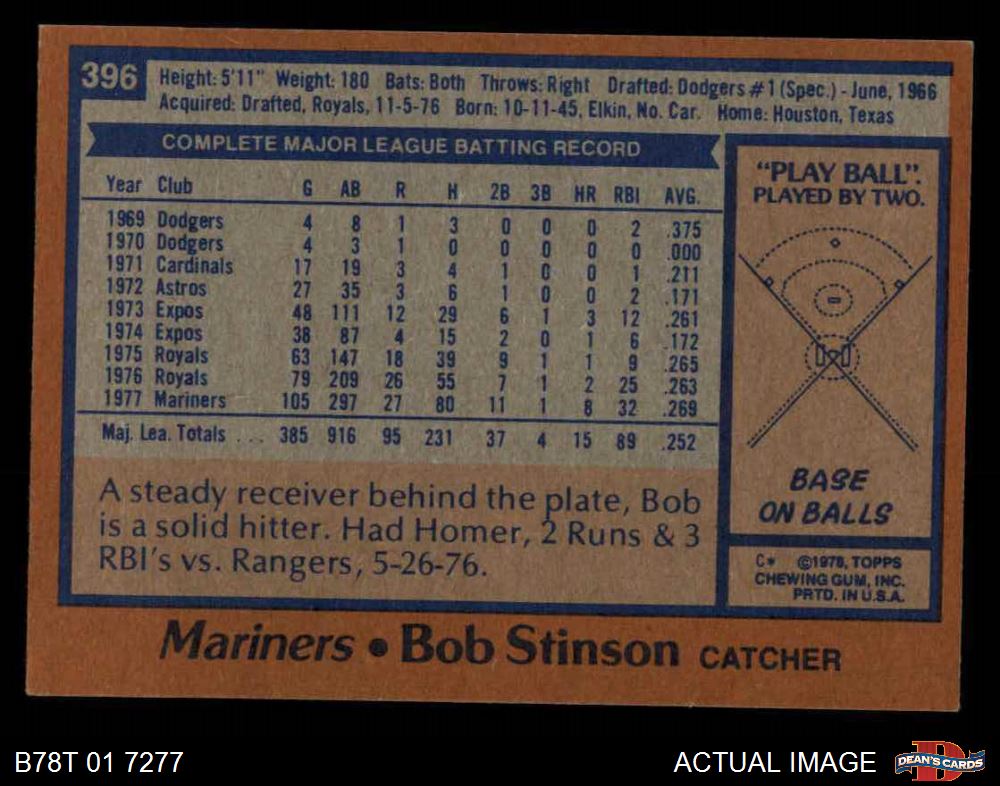 396
Height: 5'11" Weight: 180 Bats: Both Throws: Right Drafted: Dodgers #1 (Spec.) - June, 1966
Acquired: Drafted, Royals, 11-5-76 Born: 10-11-45, Elkin, No. Car. Home: Houston, Texas
COMPLETE MAJOR LEAGUE BATTING RECORD
Year Club G AB R H 2B 3B HR RBI AVG.
1969 Dodgers 4 8 1 3 0 0 0 2 .375
1970 Dodgers 4 3 1 0 0 0 0 0 .000
1971 Cardinals 17 19 3 4 1 0 0 1 .211
1972 Astros 27 35 3 6 1 0 0 2 .171
1973 Expos 48 111 12 29 6 1 3 12 .261
1974 Expos 38 87 4 15 2 0 1 6 .172
1975 Royals 63 147 18 39 9 1 1 9 .265
1976 Royals 79 209 26 55 7 1 2 25 .263
1977 Mariners 105 297 27 80 11 1 8 32 .269
Maj. Lea. Totals ... 385 916 95 231 37 4 15 89 .252
A steady receiver behind the plate, Bob
is a solid hitter. Had Homer, 2 Runs & 3
RBI's vs. Rangers, 5-26-76.
"PLAY BALL".
PLAYED BY TWO.
BASE
ON BALLS
C* ©1978, TOPPS
CHEWING GUM, INC.
PRTD. IN U.S.A.
Mariners • Bob Stinson CATCHER
B78T 01 7277
ACTUAL IMAGE
D
DEAN'S CARDS